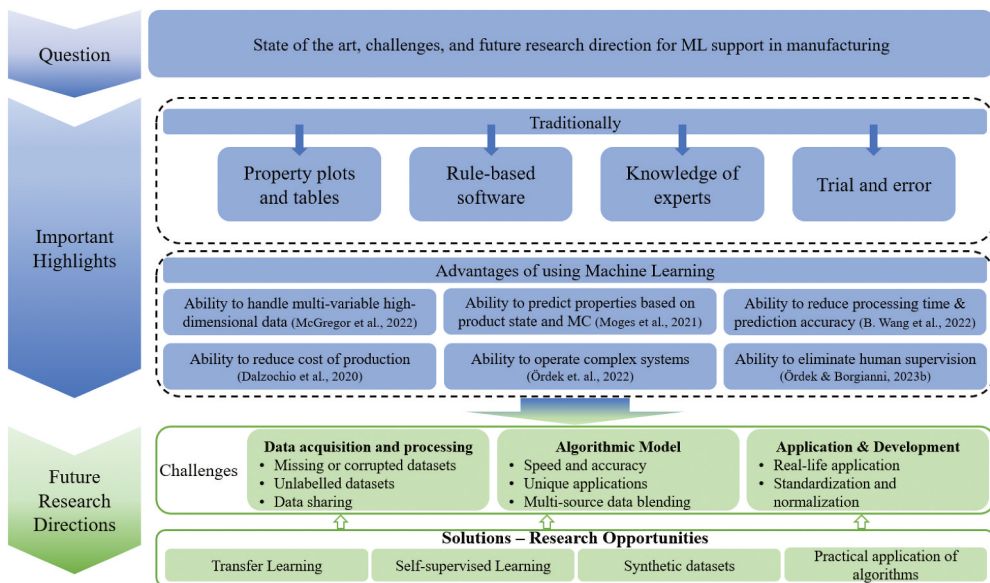 Question
State of the art, challenges, and future research direction for ML support in manufacturing
Important
Highlights
Traditionally
Property plots
and tables
Rule-based
software
Knowledge of
experts
Trial and error
Advantages of using Machine Learning
Ability to handle multi-variable high-
dimensional data (McGregor et al., 2022)
Ability to predict properties based on
product state and MC (Moges et al., 2021)
Ability to reduce processing time &
prediction accuracy (B. Wang et al., 2022)
Ability to reduce cost of production
(Dalzochio et al., 2020)
Ability to operate complex systems
(Ördek et. al., 2022)
Ability to eliminate human supervision
(Ördek & Borgianni, 2023b)
Future
Research
Directions
Challenges
Data acquisition and processing
• Missing or corrupted datasets
• Unlabelled datasets
• Data sharing
Algorithmic Model
• Speed and accuracy
• Unique applications
• Multi-source data blending
Application & Development
• Real-life application
• Standardization and
normalization
Solutions – Research Opportunities
Transfer Learning
Self-supervised Learning
Synthetic datasets
Practical application of
algorithms